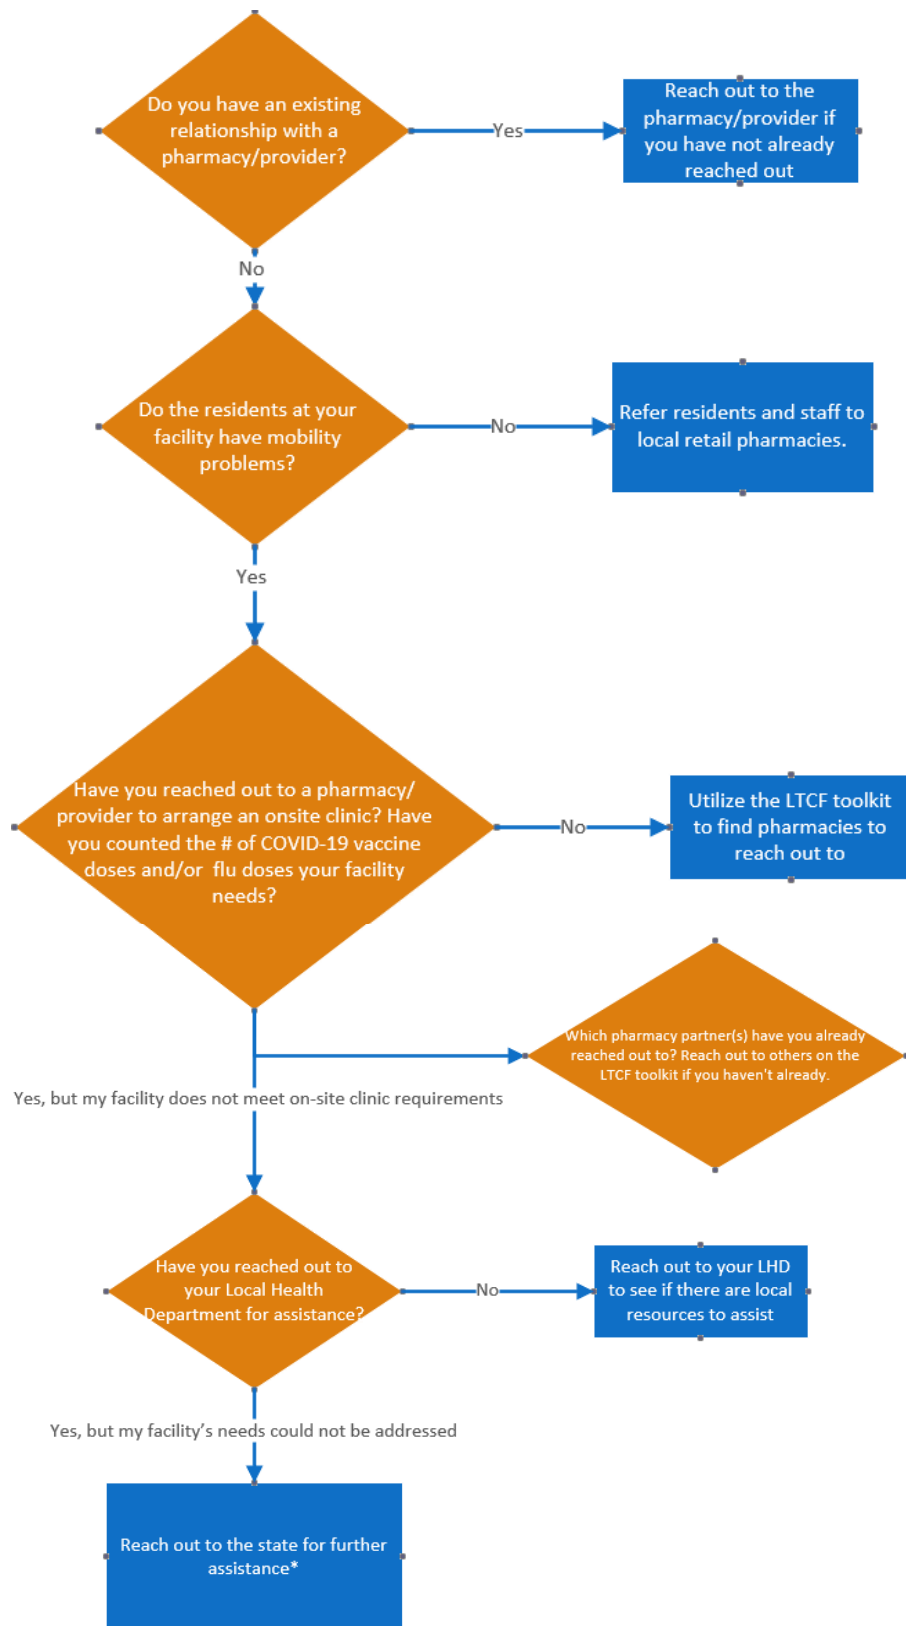 Do you have an existing
relationship with a
pharmacy/provider?
Yes
Reach out to the
pharmacy/provider if
you have not already
reached out
No
Do the residents at your
facility have mobility
problems?
No
Refer residents and staff to
local retail pharmacies.
Yes
Have you reached out to a pharmacy/
provider to arrange an onsite clinic? Have
you counted the # of COVID-19 vaccine
doses and/or flu doses your facility
needs?
No
Utilize the LTCF toolkit
to find pharmacies to
reach out to
Which pharmacy partner(s) have you already
reached out to? Reach out to others on the
LTCF toolkit if you haven't already.
Yes, but my facility does not meet on-site clinic requirements
Have you reached out to
your Local Health
Department for assistance?
No
Reach out to your LHD
to see if there are local
resources to assist
Yes, but my facility's needs could not be addressed
Reach out to the state for further
assistance*